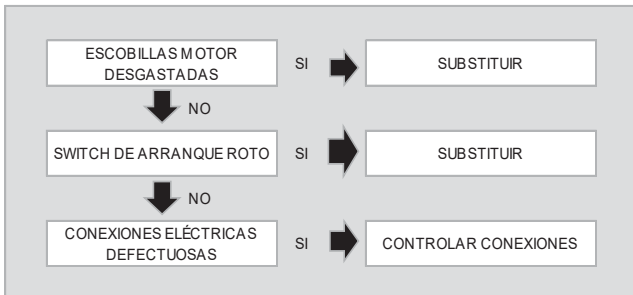 ESCOBILLAS MOTOR
DESGASTADAS
SI
SUBSTITUIR
NO
SWITCH DE ARRANQUE ROTO
SI
SUBSTITUIR
NO
CONEXIONES ELÉCTRICAS
DEFECTUOSAS
SI
CONTROLAR CONEXIONES